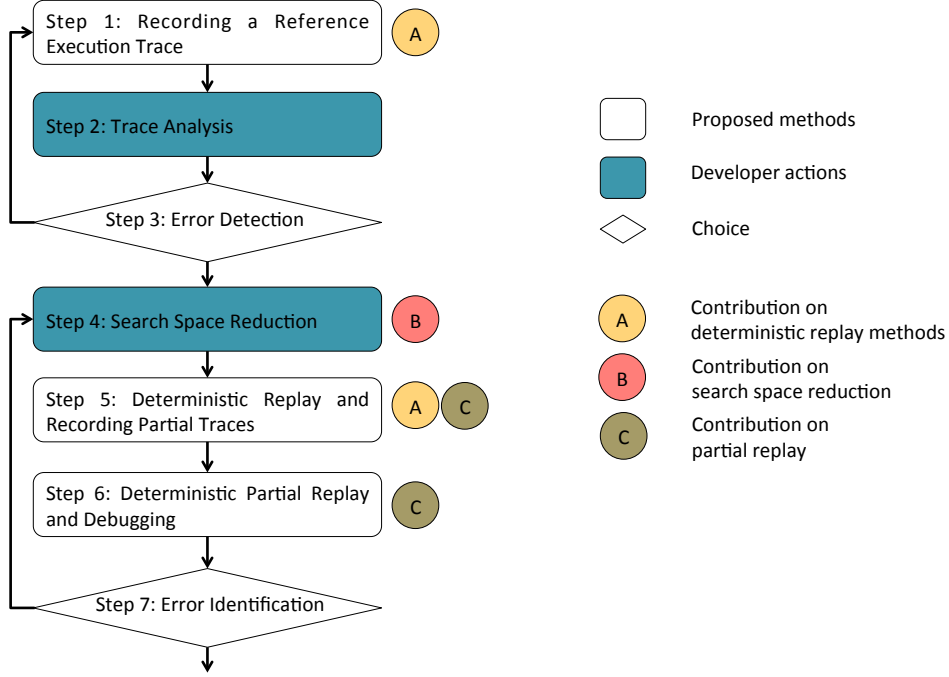 Step 1: Recording a Reference
Execution Trace
A
Step 2: Trace Analysis
Step 3: Error Detection
Step 4: Search Space Reduction
B
Step 5: Deterministic Replay and
Recording Partial Traces
A
C
Step 6: Deterministic Partial Replay
and Debugging
C
Step 7: Error Identification
Proposed methods
Developer actions
Choice
A
Contribution on
deterministic replay methods
B
Contribution on
search space reduction
C
Contribution on
partial replay